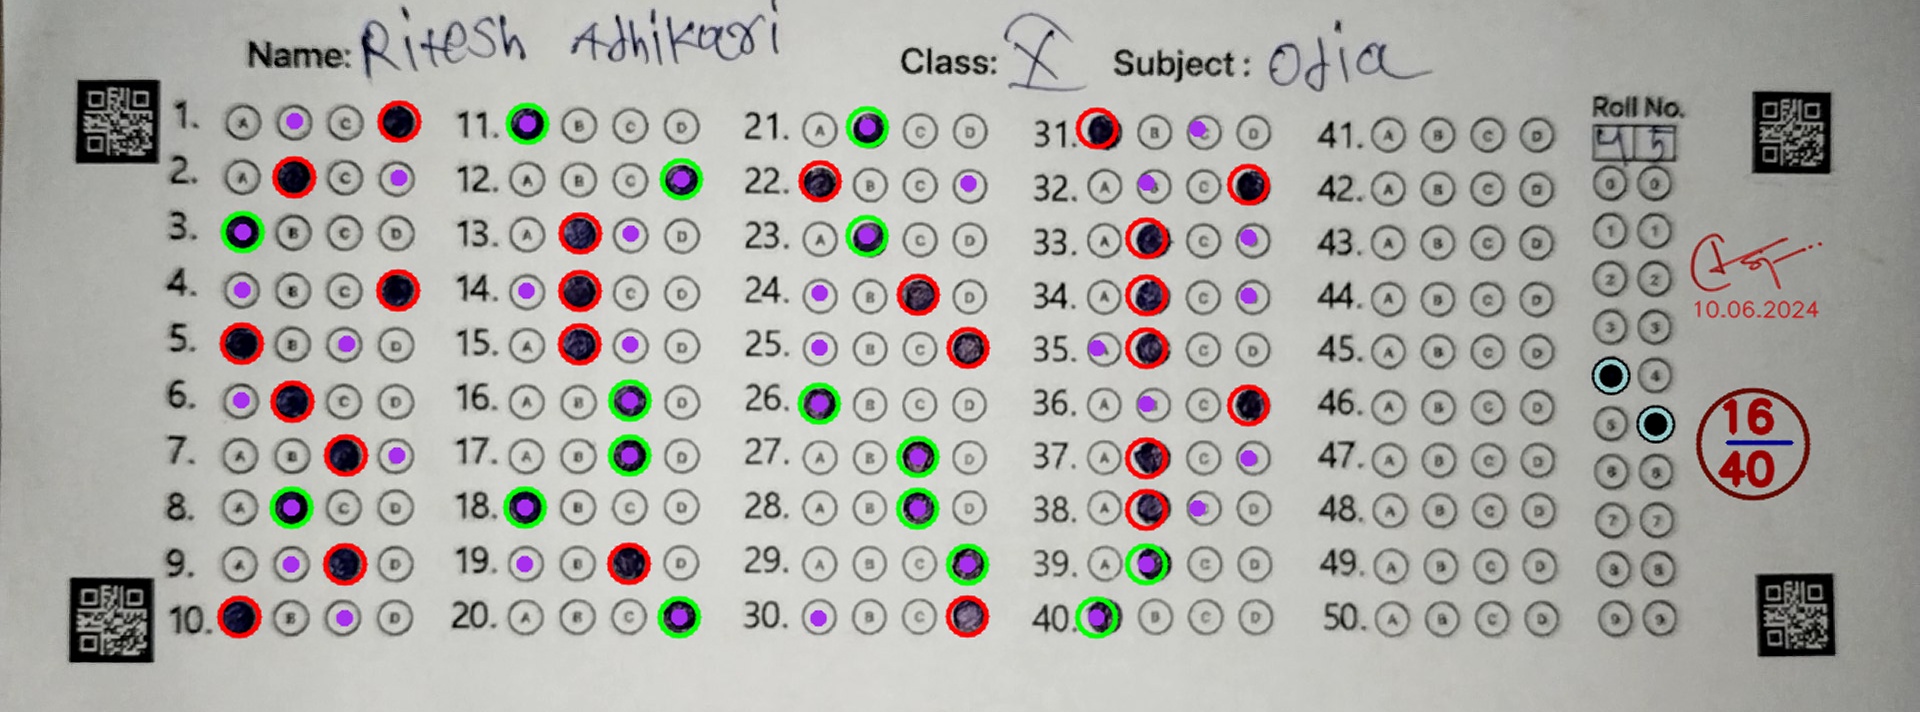 Name: Ritesh Adhikari Class: X Subject: Odia
Roll No.
45
1. A C 11. B C D 21. A C D 31. B D 41. A B C D
2. A C 12. A B C 22. B C 32. A C 42. A B C D 0 0
3. B C D 13. A D 23. A C D 33. A C 43. A B C D 1 1
4. B C 14. C D 24. B D 34. A C 44. A B C D 2 2
10.06.2024
5. B D 15. A D 25. B C 35. C D 45. A B C D 3 3
6. C D 16. A B D 26. B C D 36. A C 46. A B C D 4
16
40
7. A B 17. A B D 27. A B D 37. A C 47. A B C D 5
8. A C D 18. B C D 28. A B D 38. A D 48. A B C D 6 6
9. A D 19. B D 29. A B C 39. A C D 49. A B C D 7 7
10. B D 20. A B C 30. B C 40. B C D 50. A B C D 8 8
9 9